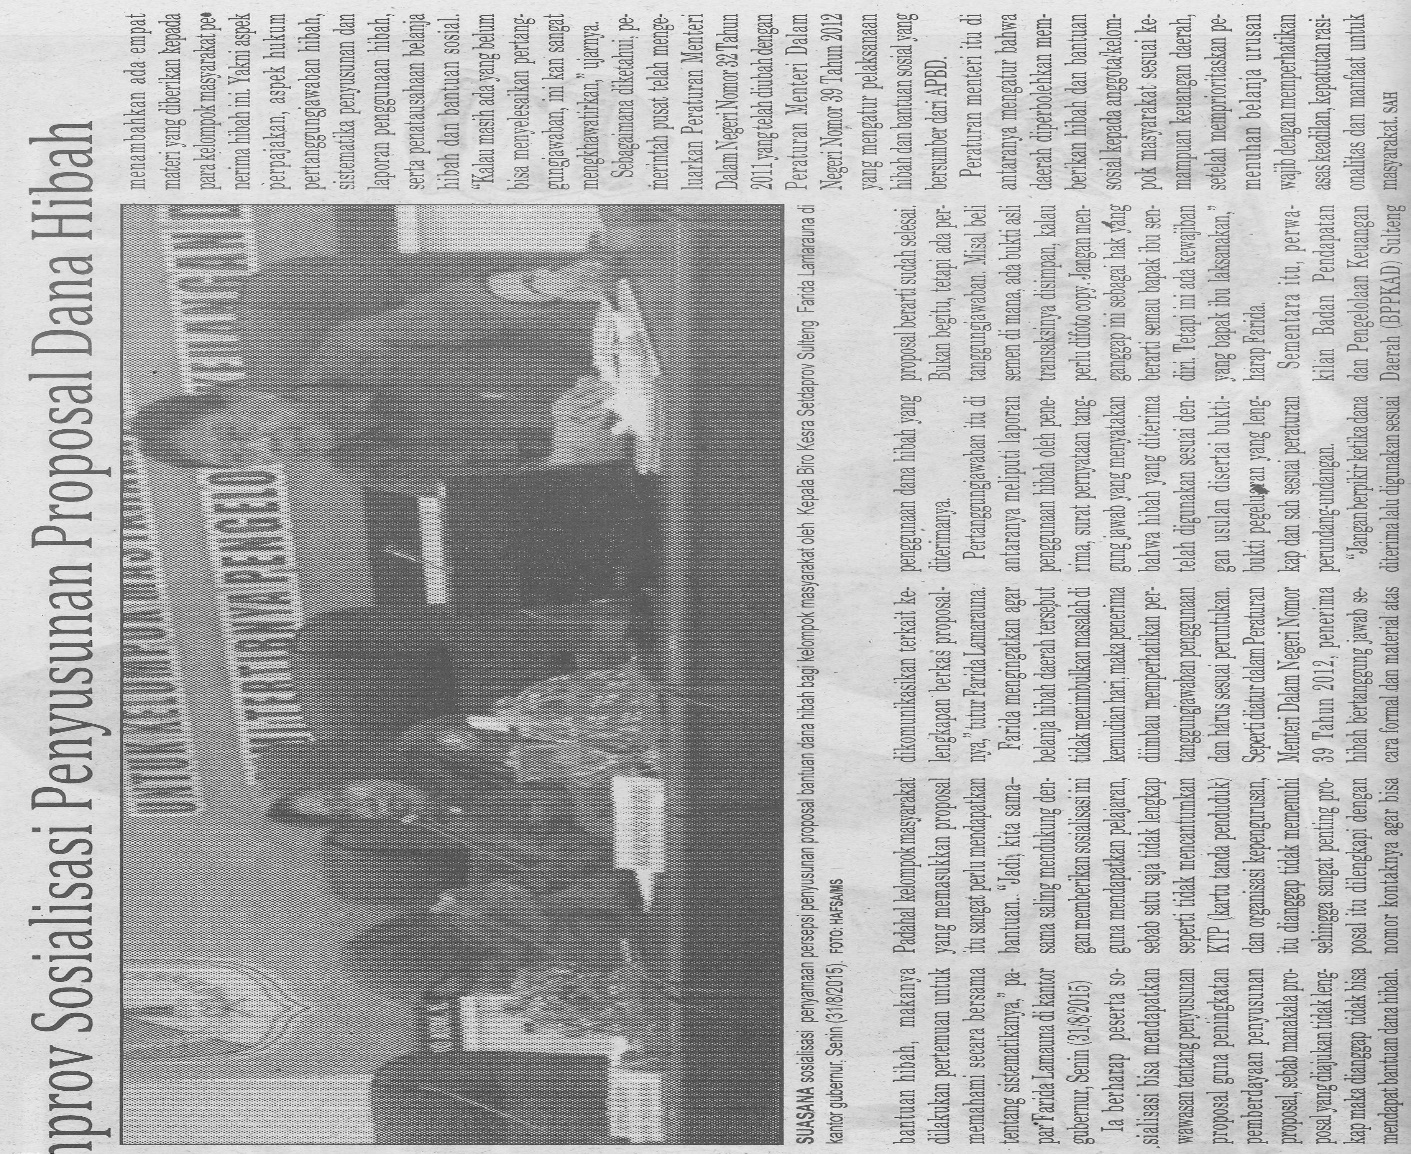 mprov Sosialisasi Penyusunan Proposal Dana Hibah
UNTUK KELOMPOK
PENGELO
SUASANA sosialisasi penyamaan persepsi penyusunan proposal bantuan dana hibah bagi kelompok masyarakat oleh Kepala Biro Kesra Setdaprov Sulteng Farida Lamarauna di
kantor gubernur, Senin (31/8/2015). FOTO: HAFSAMIS
bantuan hibah, makanya
dilakukan pertemuan untuk
memahami secara bersama
tentang sistematikanya,” pa-
par Farida Lamauna di kantor
gubernur, Senin (31/8/2015)
Ia berharap peserta so-
sialisasi bisa mendapatkan
wawasan tentang penyusunan
proposal guna peningkatan
pemberdayaan penyusunan
proposal, sebab manakala pro-
posal yang diajukan tidak leng-
kap maka dianggap tidak bisa
mendapat bantuan dana hibah.
Padahal kelompok masyarakat
yang memasukkan proposal
itu sangat perlu mendapatkan
bantuan.. “Jadi, kita sama-
sama saling mendukung den-
gan memberikan sosialisasi ini
guna mendapatkan pelajaran,
sebab satu saja tidak lengkap
seperti tidak mencantumkan
KTP (kartu tanda penduduk)
dan organisasi kepengurusan,
itu dianggap tidak memenuhi
sehingga sangat penting pro-
posal itu dilengkapi dengan
nomor kontaknya agar bisa
dikomunikasikan terkait ke-
lengkapan berkas proposal-
nya,” tutur Farida Lamarauna.
Farida mengingatkan agar
belanja hibah daerah tersebut
tidak menimbulkan masalah di
kemudian hari, maka penerima
diimbau memperhatikan per-
tanggungjawaban penggunaan
dan harus sesuai peruntukan.
Seperti diatur dalam Peraturan
Menteri Dalam Negeri Nomor
39 Tahun 2012, penerima
hibah bertanggung jawab se-
cara formal dan material atas
penggunaan dana hibah yang
diterimanya.
Pertanggungjawaban itu di
antaranya meliputi laporan
penggunaan hibah oleh pene-
rima, surat pernyataan tang-
gung jawab yang menyatakan
bahwa hibah yang diterima
telah digunakan sesuai den-
gan usulan disertai bukti-
bukti pegeluaran yang leng-
kap dan sah sesuai peraturan
perundang-undangan.
“Jangan berpikir ketika dana
diterima lalu digunakan sesuai
proposal berarti sudah selesai.
Bukan begitu, tetapi ada per-
tanggungjawaban. Misal beli
semen di mana, ada bukti asli
transaksinya disimpan, kalau
perlu difoto copy. Jangan men-
ganggap ini sebagai hak yang
berarti semau bapak ibu sen-
diri. Tetapi ini ada kewajiban
yang bapak ibu laksanakan,”
harap Farida.
Sementara itu, perwa-
kilan Badan Pendapatan
dan Pengelolaan Keuangan
Daerah (BPPKAD) Sulteng
menambahkan ada empat
materi yang diberikan kepada
para kelompok masyarakat pe-
nerma hibah ini. Yakni aspek
perpajakan, aspek hukum
pertanggungjawaban hibah,
sistematika penyusunan dan
laporan penggunaan hibah,
serta penatausahaan belanja
hibah dan bantuan sosial.
“Kalau masih ada yang belum
bisa menyelesaikan pertang-
gungjawaban, ini kan sangat
mengkhawatirkan,” ujarnya.
Sebagaimana diketahui, pe-
merintah pusat telah menge-
luarkan Peraturan Menteri
Dalam Negeri Nomor 32 Tahun
2011 yang telah diubah dengan
Peraturan Menteri Dalam
Negeri Nomor 39 Tahun 2012
yang mengatur pelaksanaan
hibah dan bantuan sosial yang
bersumber dari APBD.
Peraturan menteri itu di
antaranya mengatur bahwa
daerah diperbolehkan mem-
berikan hibah dan bantuan
sosial kepada anggota/kelom-
pok masyarakat sesuai ke-
mampuan keuangan daerah,
setelah memprioritaskan pe-
menuhan belanja urusan
wajib dengan memperhatikan
asas keadilan, kepatutan rasi-
onalitas dan manfaat untuk
masyarakat. SAH